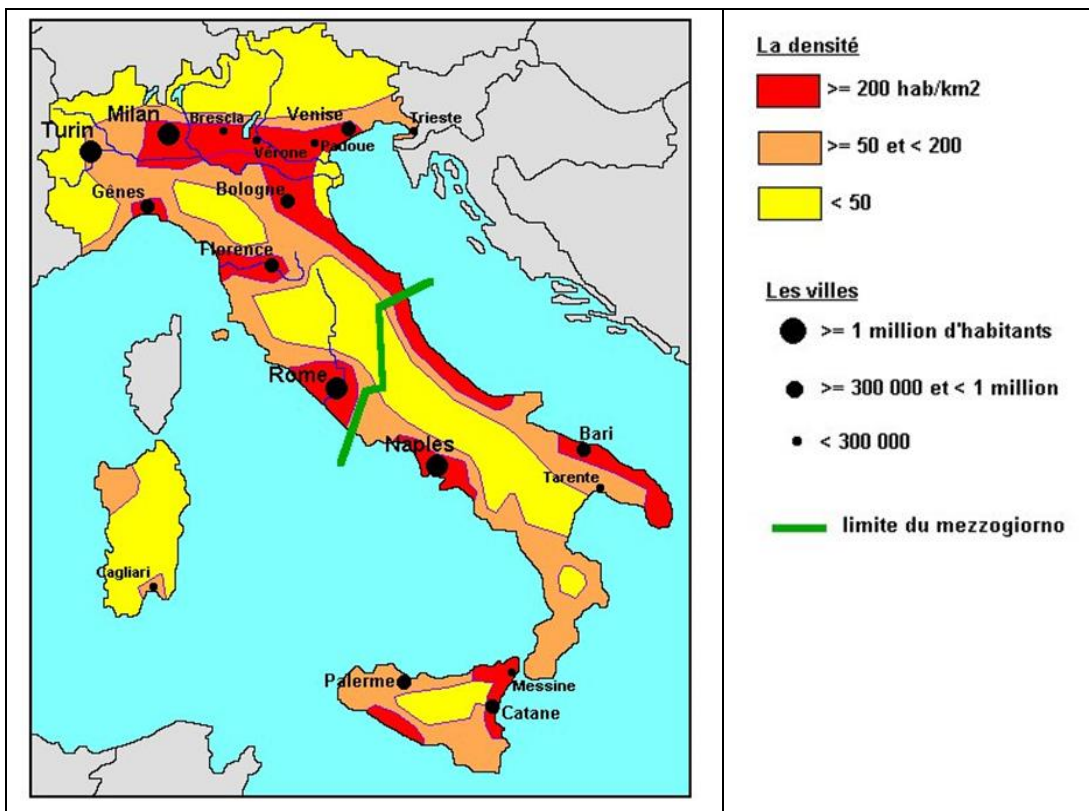 Milan
Brescia
Venise
Trieste
Turin
Vérone
Padoue
Gênes
Bologne
Florence
Rome
Naples
Bari
Tarente
Cagliari
Palerme
Messine
Catane
La densité
>= 200 hab/km2
>= 50 et < 200
< 50
Les villes
>= 1 million d'habitants
>= 300 000 et < 1 million
< 300 000
limite du mezzogiorno